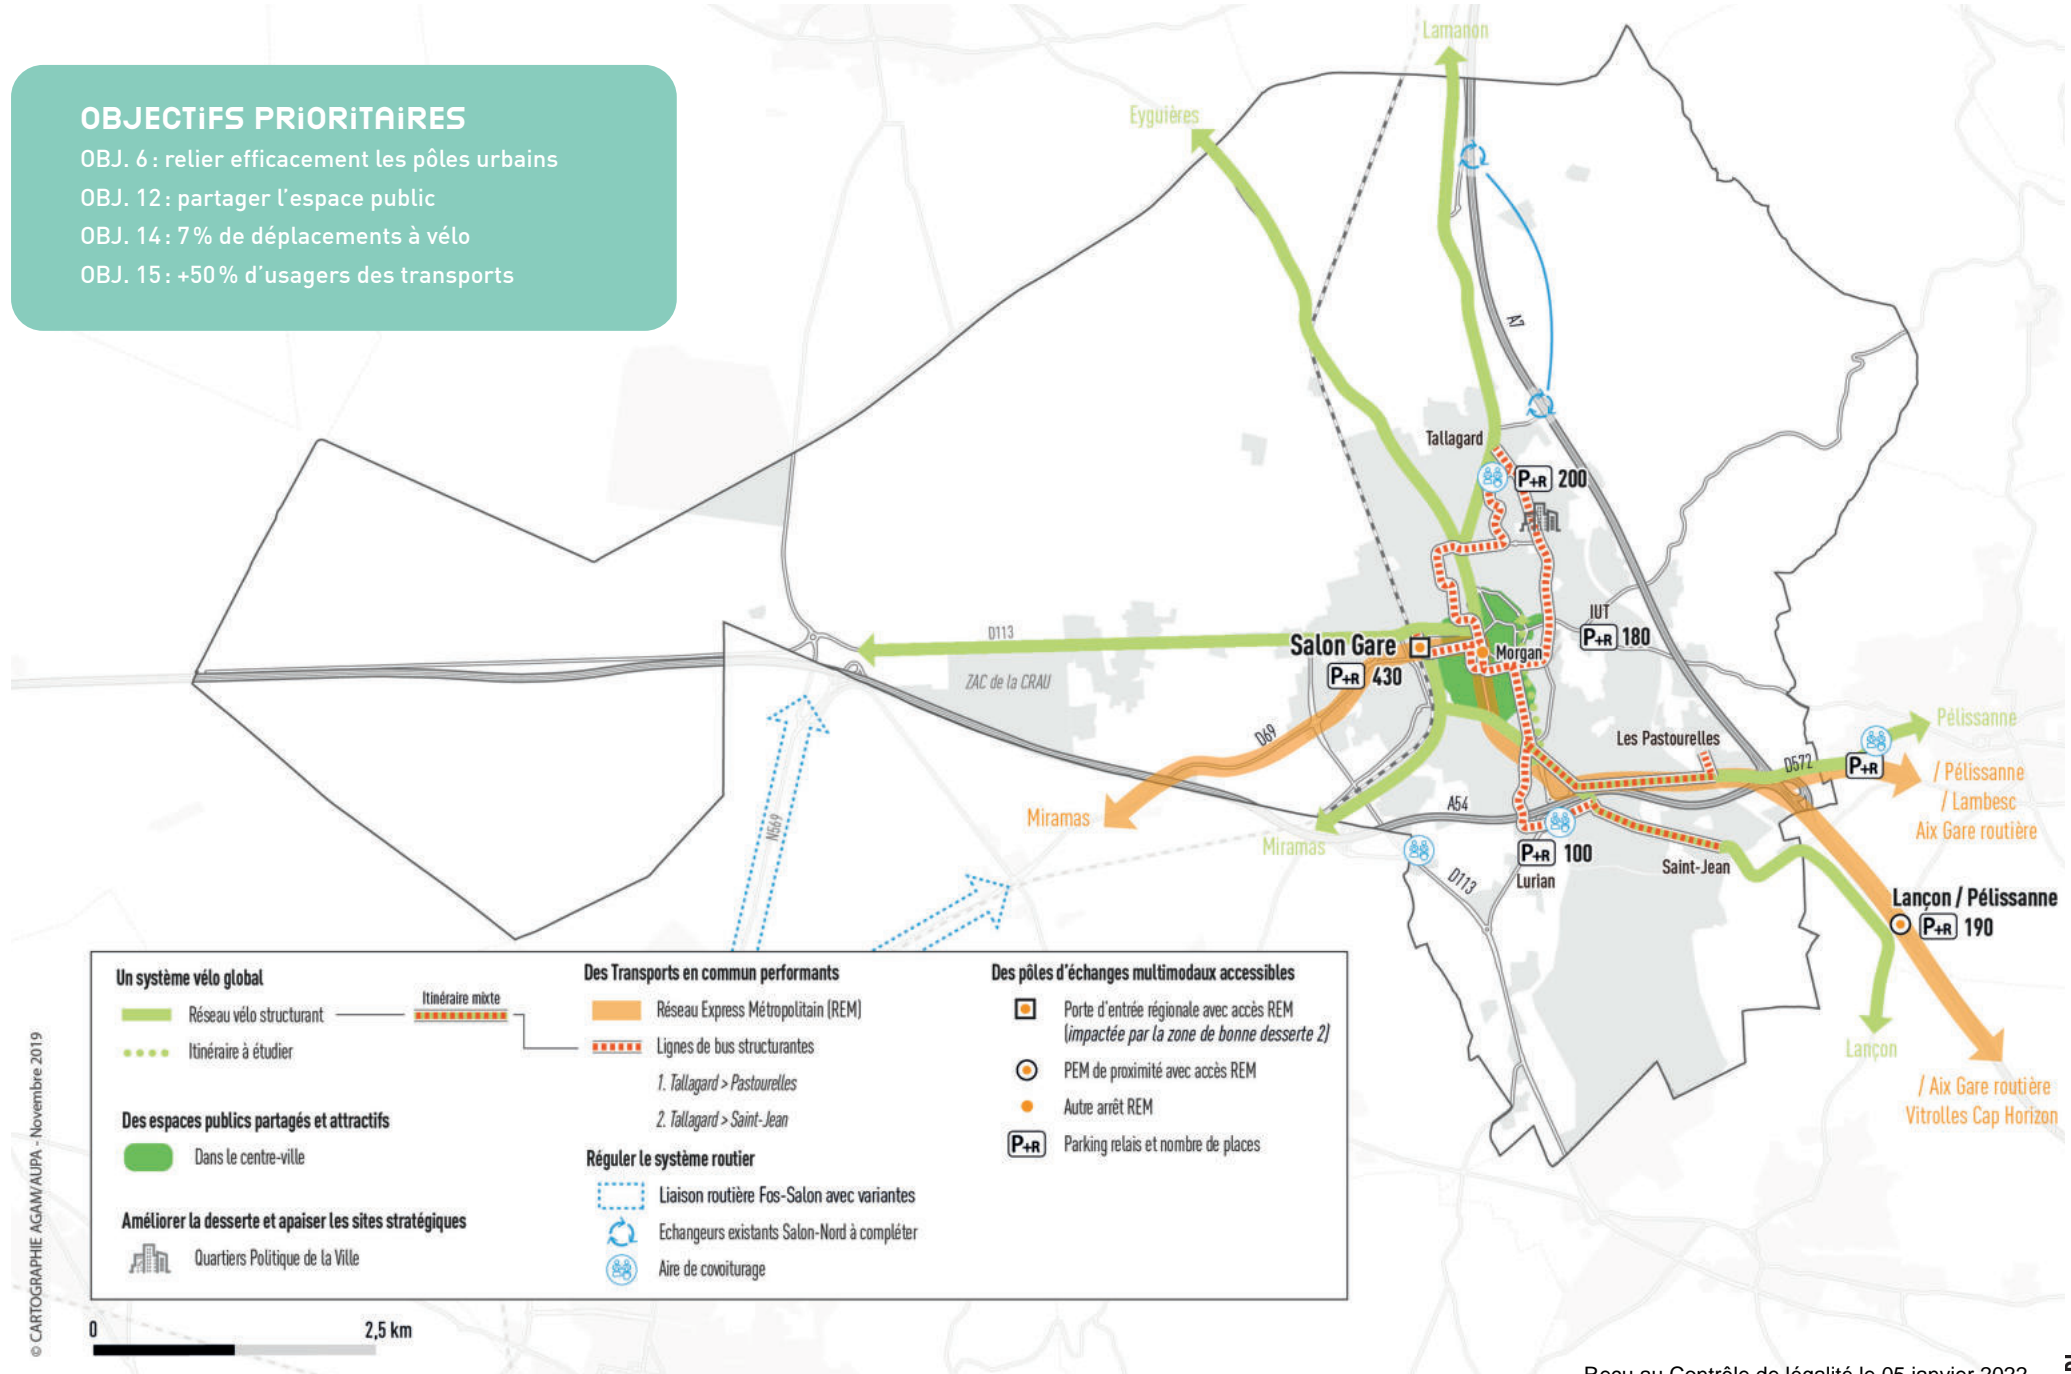 OBJECTiFS PRiORiTAiRES
OBJ. 6 : relier efficacement les pôles urbains
OBJ. 12 : partager l'espace public
OBJ. 14 : 7 % de déplacements à vélo
OBJ. 15 : +50 % d'usagers des transports
Lamanon
Eyguières
A7
Tallagard
P+R 200
IUT
P+R 180
D113
Salon Gare
Morgan
P+R 430
ZAC de la CRAU
D69
Les Pastourelles
Pélissanne
D572
P+R
/ Pélissanne
/ Lambesc
Aix Gare routière
Miramas
N569
A54
Miramas
P+R 100
Lurian
D113
Saint-Jean
Lançon / Pélissanne
P+R 190
Lançon
/ Aix Gare routière
Vitrolles Cap Horizon
Un système vélo global
Réseau vélo structurant
Itinéraire mixte
Itinéraire à étudier
Des espaces publics partagés et attractifs
Dans le centre-ville
Améliorer la desserte et apaiser les sites stratégiques
Quartiers Politique de la Ville
Des Transports en commun performants
Réseau Express Métropolitain (REM)
Lignes de bus structurantes
1. Tallagard > Pastourelles
2. Tallagard > Saint-Jean
Réguler le système routier
Liaison routière Fos-Salon avec variantes
Echangeurs existants Salon-Nord à compléter
Aire de covoiturage
Des pôles d'échanges multimodaux accessibles
Porte d'entrée régionale avec accès REM
(impactée par la zone de bonne desserte 2)
PEM de proximité avec accès REM
Autre arrêt REM
P+R Parking relais et nombre de places
© CARTOGRAPHIE AGAM/AUPA - Novembre 2019
0 2,5 km
Reçu au Contrôle de légalité le 05 janvier 2022